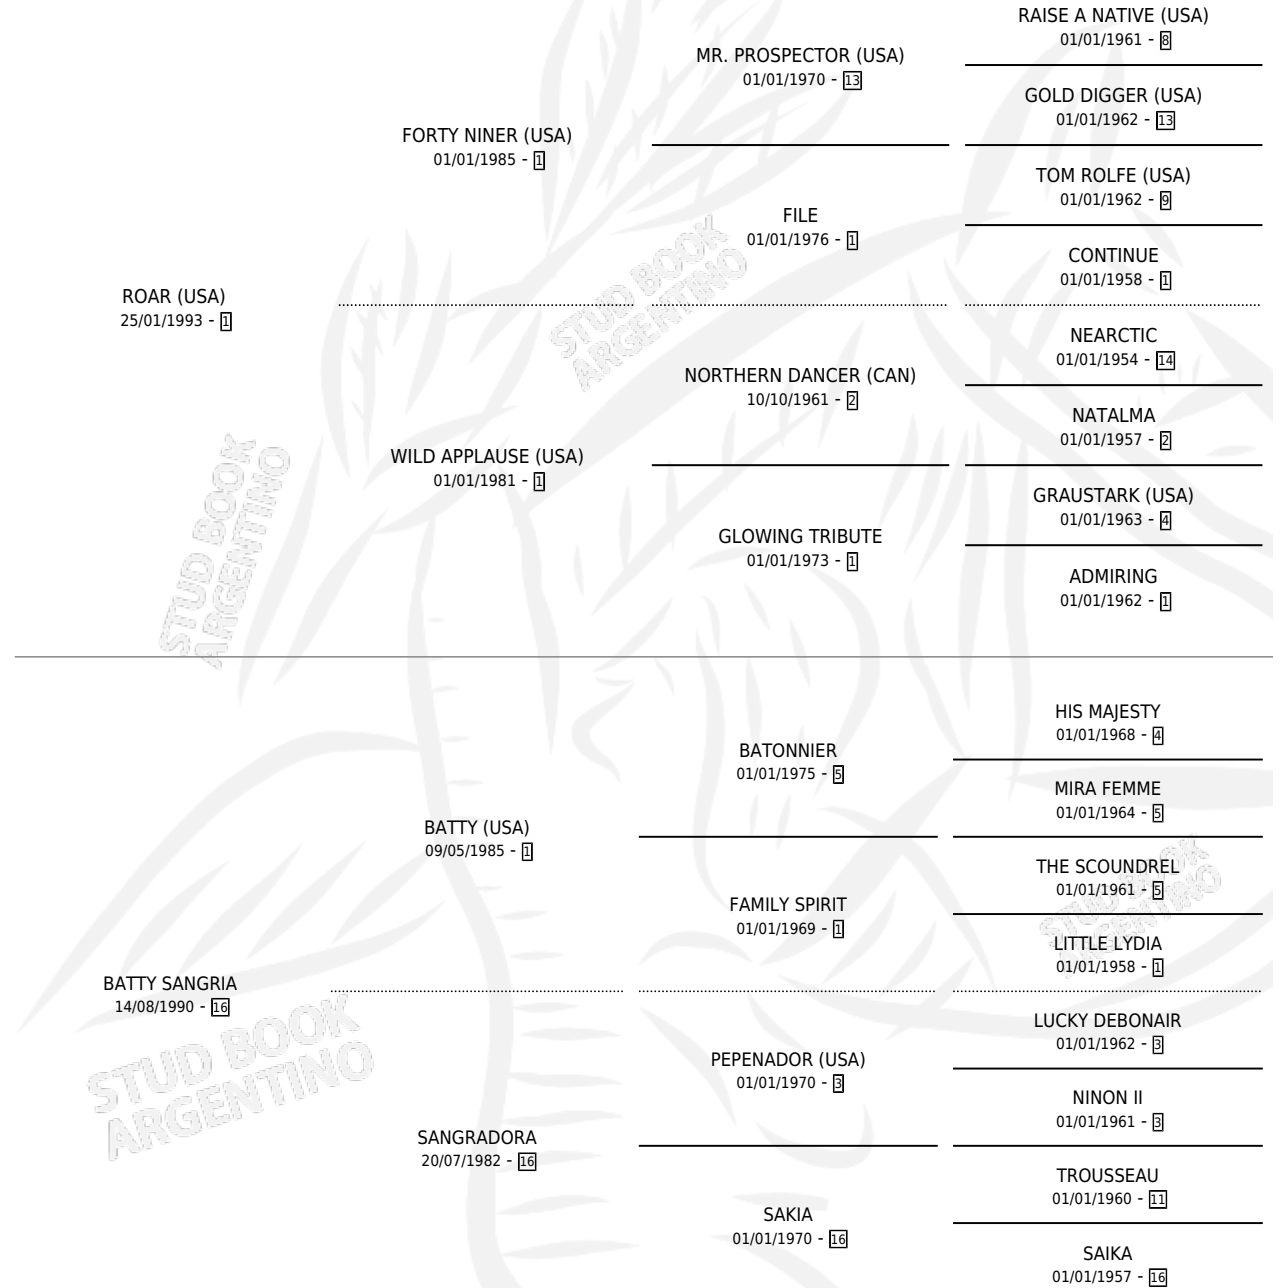 RAISE A NATIVE (USA)
01/01/1961 - 8
MR. PROSPECTOR (USA)
01/01/1970 - 13
GOLD DIGGER (USA)
01/01/1962 - 13
FORTY NINER (USA)
01/01/1985 - 1
TOM ROLFE (USA)
01/01/1962 - 9
FILE
01/01/1976 - 1
CONTINUE
01/01/1958 - 1
ROAR (USA)
25/01/1993 - 1
NEARCTIC
01/01/1954 - 14
NORTHERN DANCER (CAN)
10/10/1961 - 2
NATALMA
01/01/1957 - 2
WILD APPLAUSE (USA)
01/01/1981 - 1
GRAUSTARK (USA)
01/01/1963 - 4
GLOWING TRIBUTE
01/01/1973 - 1
ADMIRING
01/01/1962 - 1
HIS MAJESTY
01/01/1968 - 4
BATONNIER
01/01/1975 - 5
MIRA FEMME
01/01/1964 - 5
BATTY (USA)
09/05/1985 - 1
THE SCOUNDREL
01/01/1961 - 5
FAMILY SPIRIT
01/01/1969 - 1
LITTLE LYDIA
01/01/1958 - 1
BATTY SANGRIA
14/08/1990 - 16
LUCKY DEBONAIR
01/01/1962 - 3
PEPENADOR (USA)
01/01/1970 - 3
NINON II
01/01/1961 - 3
SANGRADORA
20/07/1982 - 16
TROUSSEAU
01/01/1960 - 11
SAKIA
01/01/1970 - 16
SAIKA
01/01/1957 - 16
STUD BOOK
ARGENTINO
STUD BOOK
ARGENTINO
STUD BOOK
ARGENTINO
STUD BOOK
ARGENTINO